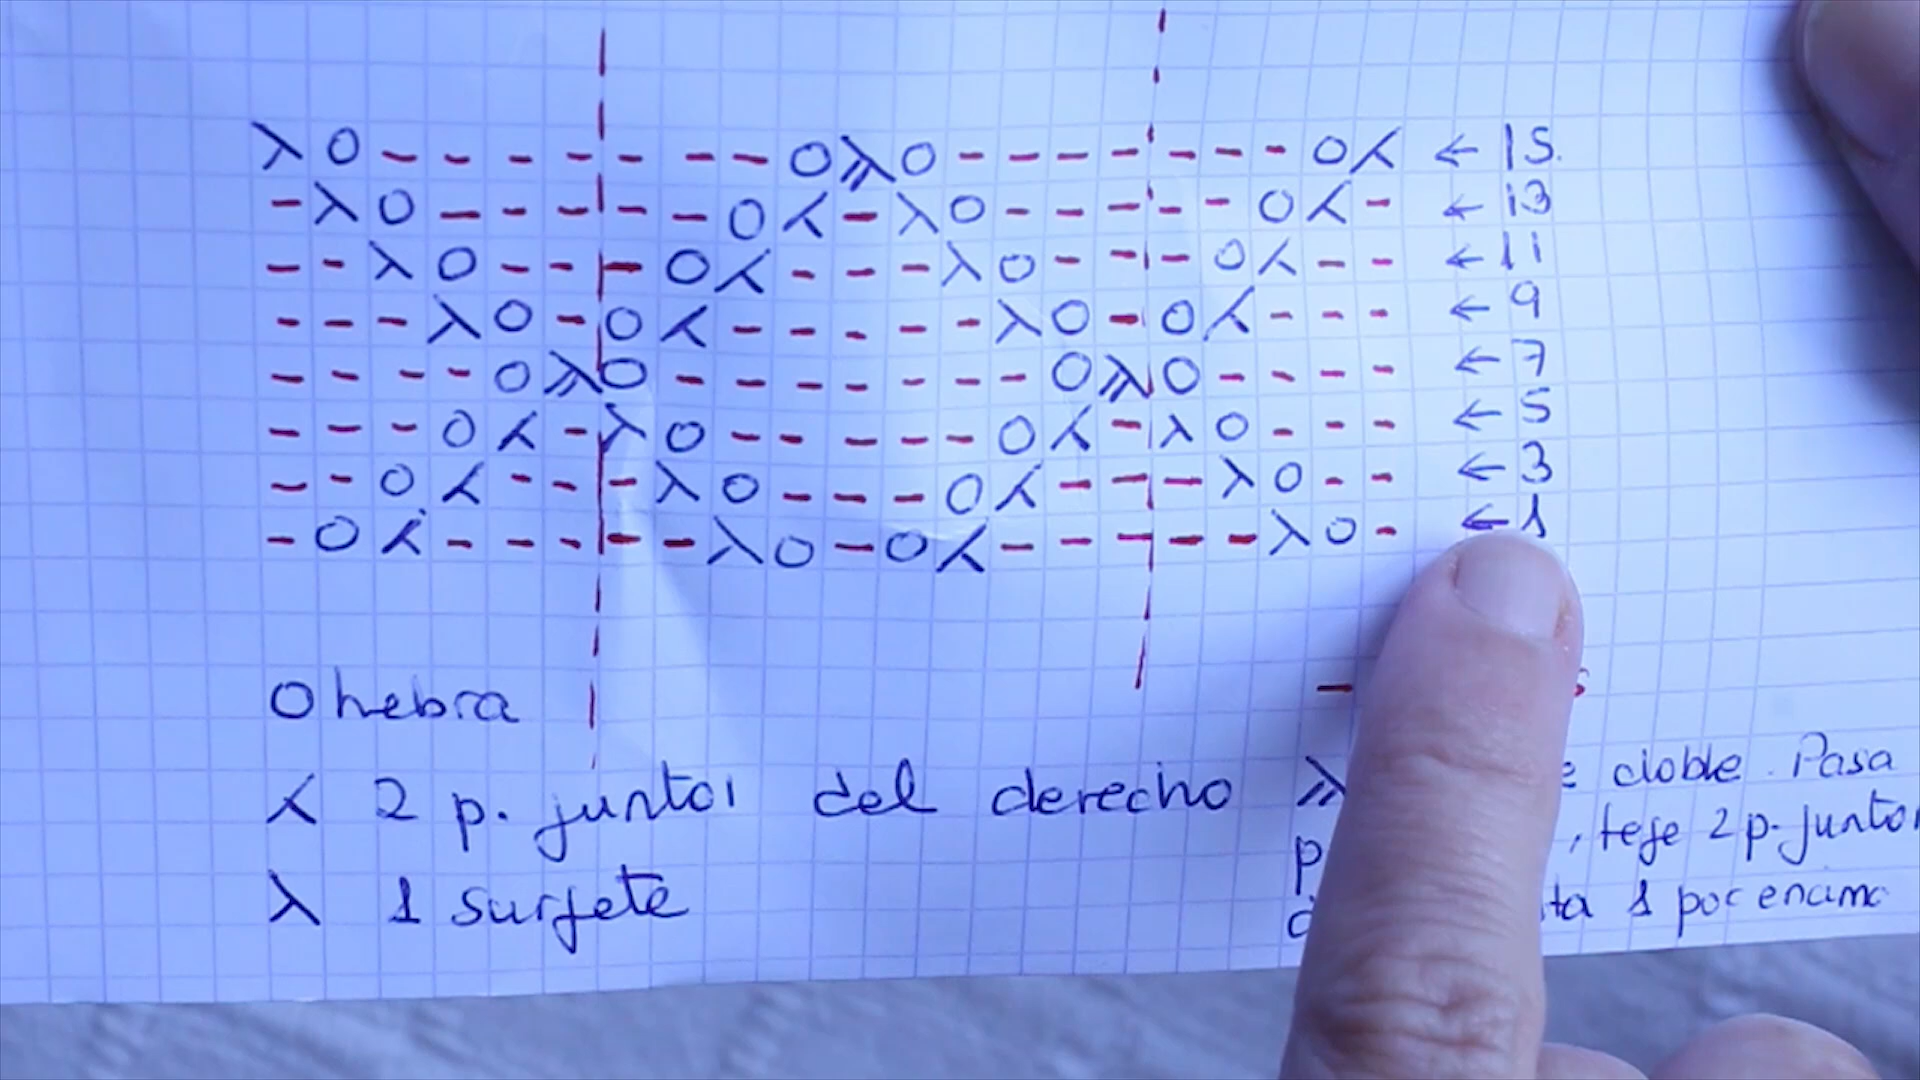 λ O - - - - - - - O λ̳ O - - - - - - - O ⋌ ← 15.
- λ O - - - - - O ⋌ - λ O - - - - - O ⋌ - ← 13
- - λ O - - - O ⋌ - - - λ O - - - O ⋌ - - ← 11
- - - λ O - O ⋌ - - - - - λ O - O ⋌ - - - ← 9
- - - - O λ̳ O - - - - - - - O λ̳ O - - - - ← 7
- - - O ⋌ - λ O - - - - - O ⋌ - λ O - - - ← 5
- - O ⋌ - - - λ O - - - O ⋌ - - - λ O - - ← 3
- O ⋌ - - - - - λ O - O ⋌ - - - - - λ O - ← 1
O hebra
⋌ 2 p. juntos del derecho
λ 1 surjete
-
λ̳ doble. Pasa
, teje 2 p. juntos
1 por encima